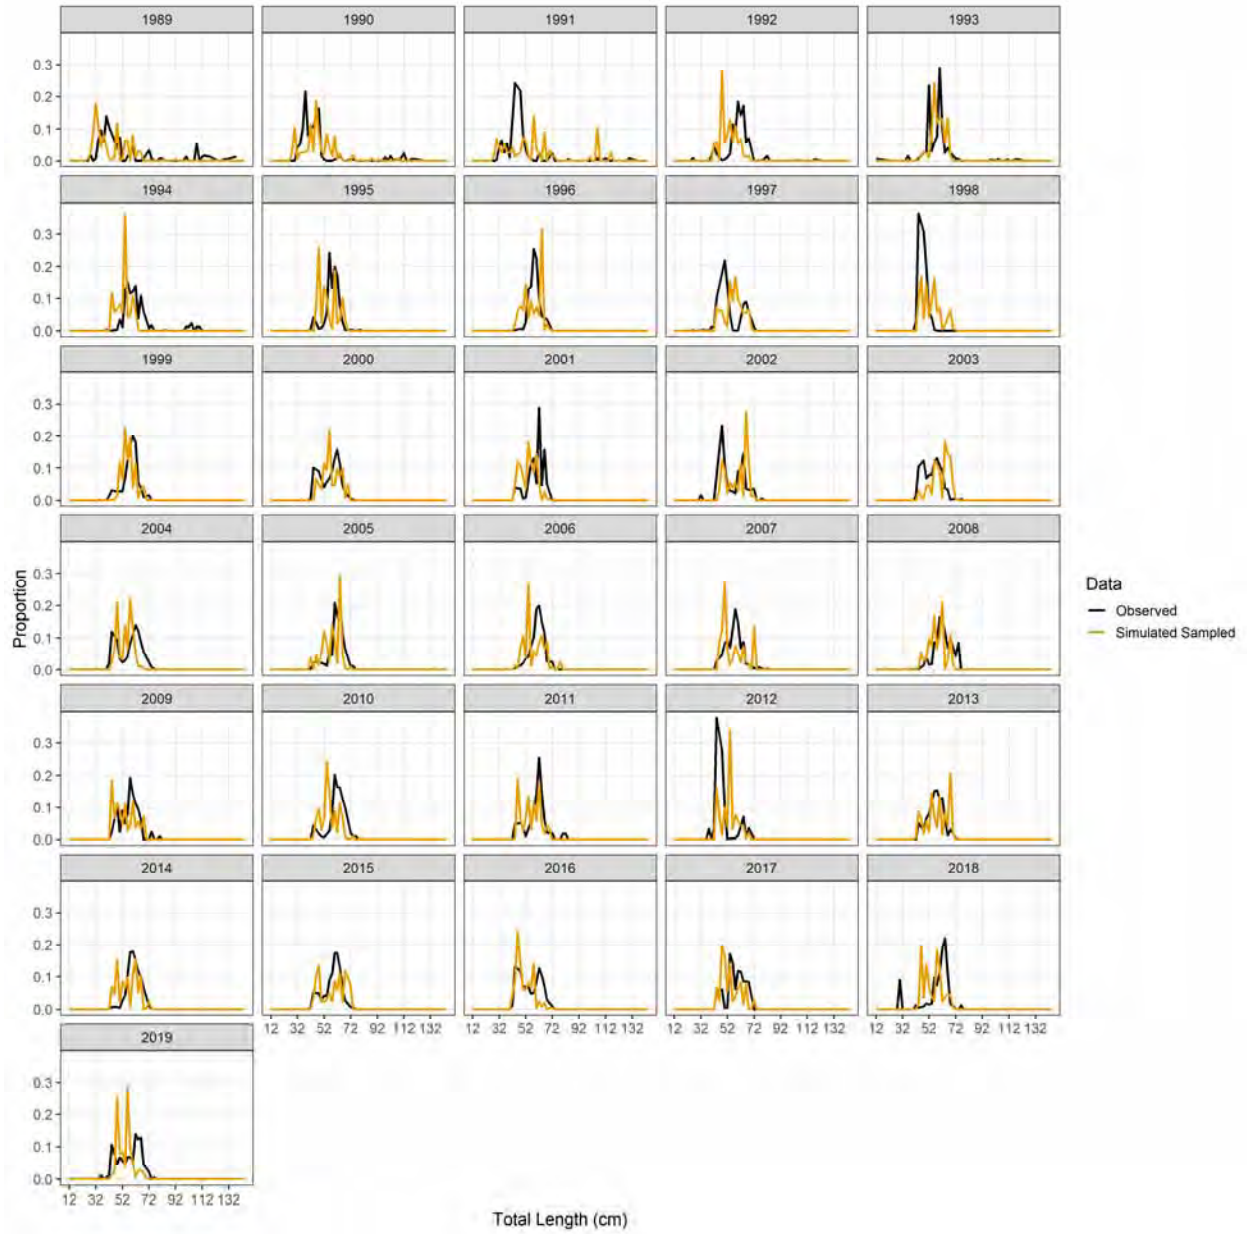 1989 1990 1991 1992 1993
0.3
0.2
0.1
0.0
1994 1995 1996 1997 1998
0.3
0.2
0.1
0.0
1999 2000 2001 2002 2003
0.3
0.2
0.1
0.0
2004 2005 2006 2007 2008
0.3
0.2
0.1
0.0
Proportion
Data
Observed
Simulated Sampled
2009 2010 2011 2012 2013
0.3
0.2
0.1
0.0
2014 2015 2016 2017 2018
0.3
0.2
0.1
0.0
12 32 52 72 92 112 132 12 32 52 72 92 112 132 12 32 52 72 92 112 132 12 32 52 72 92 112 132
2019
0.3
0.2
0.1
0.0
12 32 52 72 92 112 132
Total Length (cm)